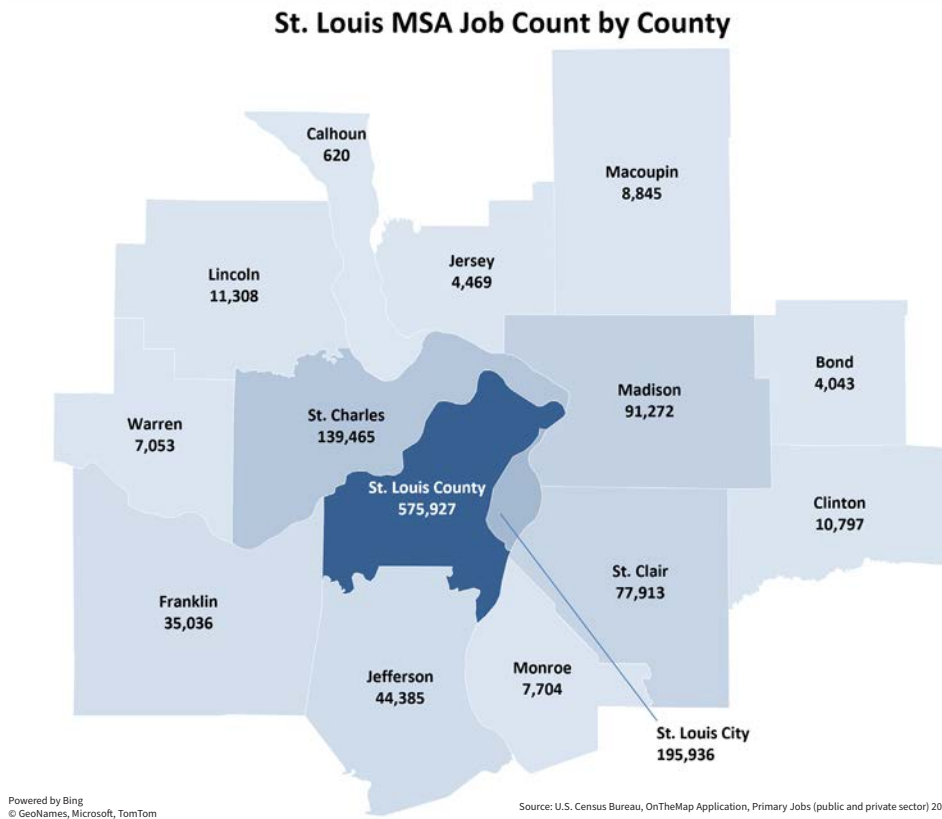 St. Louis MSA Job Count by County
Calhoun
620
Macoupin
8,845
Jersey
4,469
Lincoln
11,308
Bond
4,043
Madison
91,272
St. Charles
139,465
Warren
7,053
St. Louis County
575,927
Clinton
10,797
St. Clair
77,913
Franklin
35,036
Monroe
7,704
Jefferson
44,385
St. Louis City
195,936
Powered by Bing
© GeoNames, Microsoft, TomTom
Source: U.S. Census Bureau, OnTheMap Application, Primary Jobs (public and private sector) 20